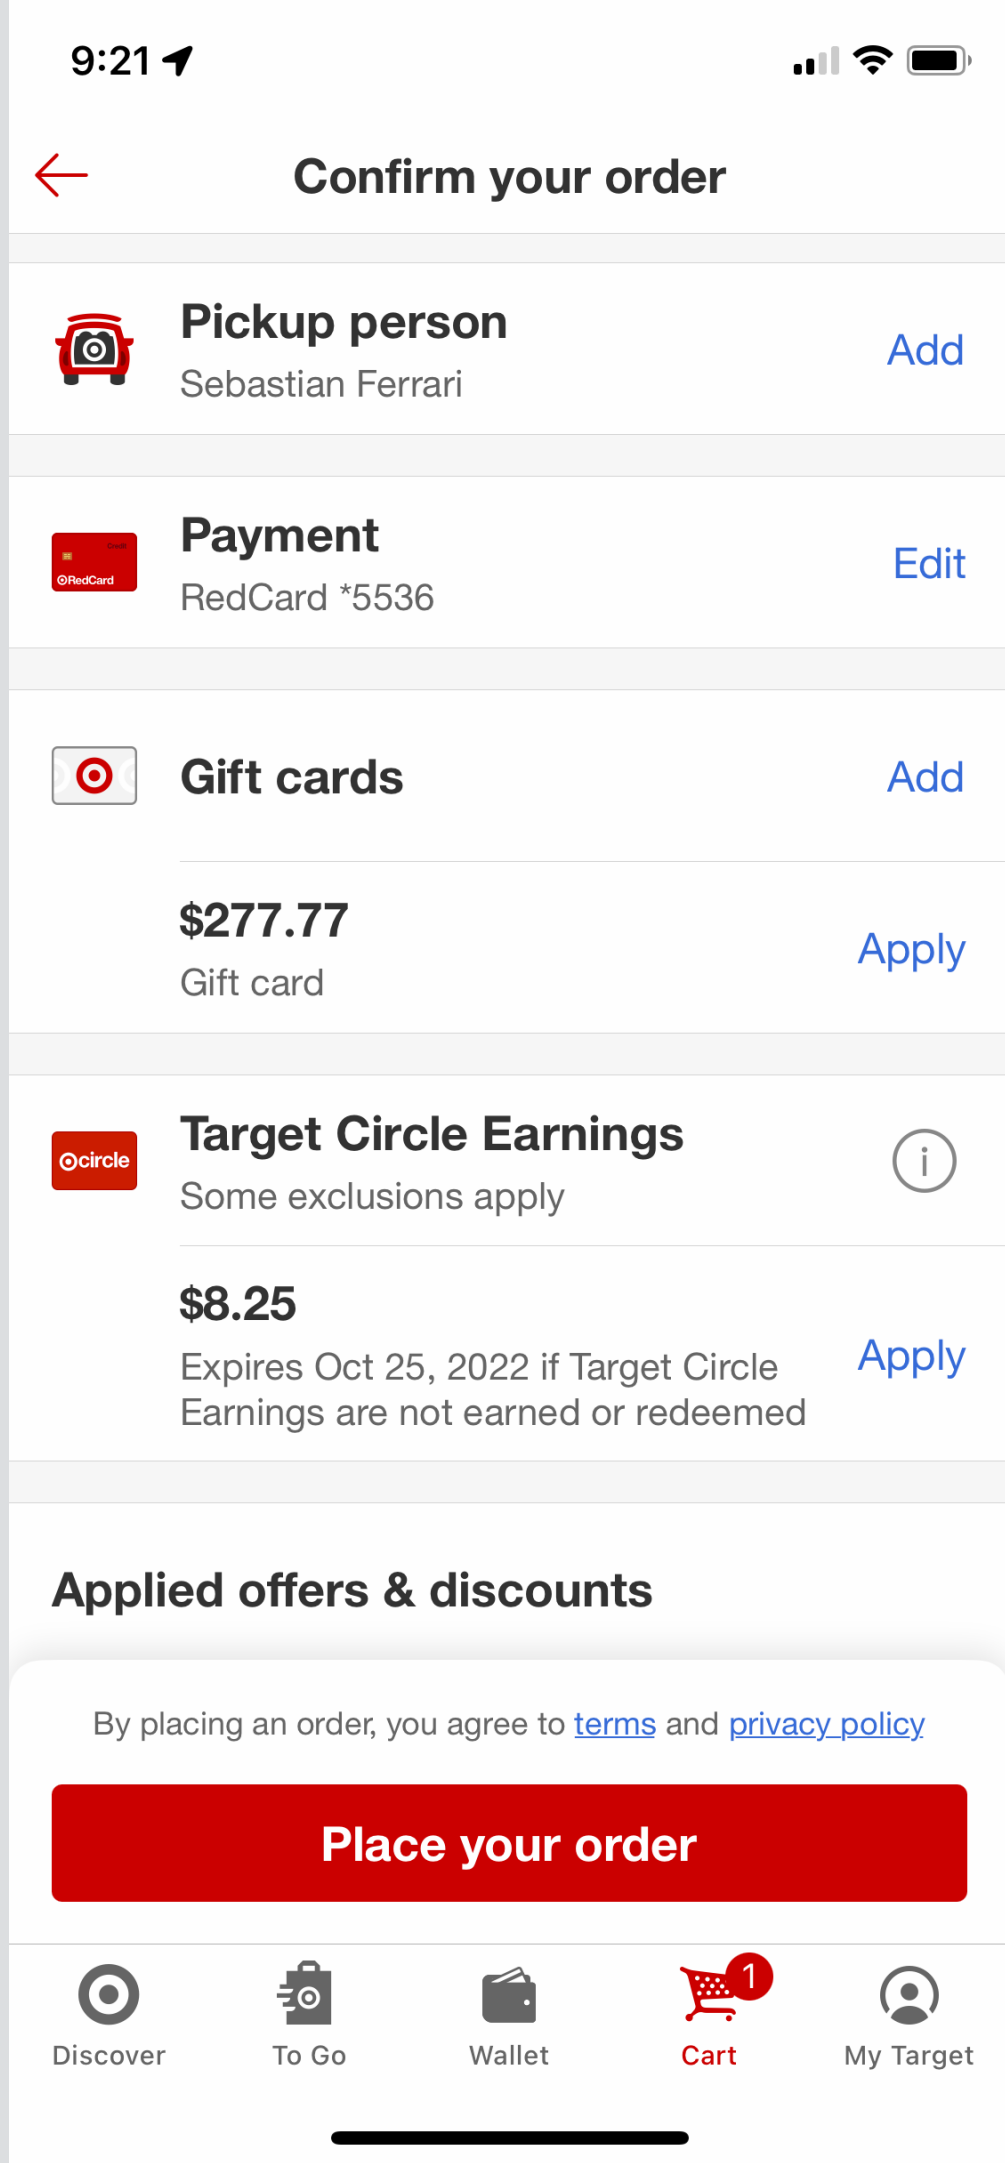 9:21
Confirm your order
Pickup person
Sebastian Ferrari
Add
Payment
RedCard *5536
Edit
Credit
RedCard
Gift cards
Add
$277.77
Gift card
Apply
circle
Target Circle Earnings
Some exclusions apply
i
$8.25
Expires Oct 25, 2022 if Target Circle
Earnings are not earned or redeemed
Apply
Applied offers & discounts
By placing an order, you agree to terms and privacy policy
Place your order
1
Discover
To Go
Wallet
Cart
My Target